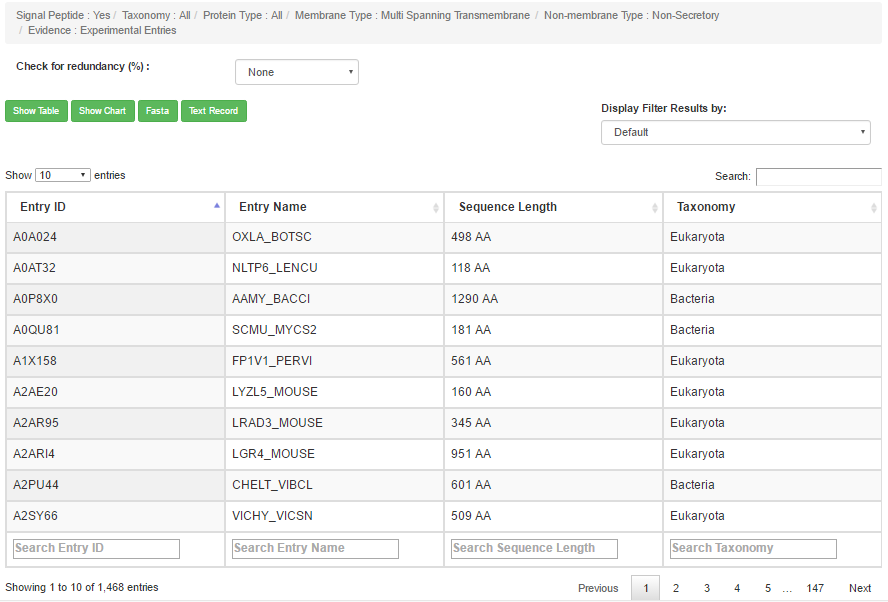 Signal Peptide : Yes / Taxonomy : All / Protein Type : All / Membrane Type : Multi Spanning Transmembrane / Non-membrane Type : Non-Secretory
/ Evidence : Experimental Entries
Check for redundancy (%) : None
Show Table Show Chart Fasta Text Record
Display Filter Results by:
Default
Show 10 entries Search:
Entry ID Entry Name Sequence Length Taxonomy
A0A024 OXLA_BOTSC 498 AA Eukaryota
A0AT32 NLTP6_LENCU 118 AA Eukaryota
A0P8X0 AAMY_BACCI 1290 AA Bacteria
A0QU81 SCMU_MYCS2 181 AA Bacteria
A1X158 FP1V1_PERVI 561 AA Eukaryota
A2AE20 LYZL5_MOUSE 160 AA Eukaryota
A2AR95 LRAD3_MOUSE 345 AA Eukaryota
A2ARI4 LGR4_MOUSE 951 AA Eukaryota
A2PU44 CHELT_VIBCL 601 AA Bacteria
A2SY66 VICHY_VICSN 509 AA Eukaryota
Search Entry ID Search Entry Name Search Sequence Length Search Taxonomy
Showing 1 to 10 of 1,468 entries Previous 1 2 3 4 5 ... 147 Next